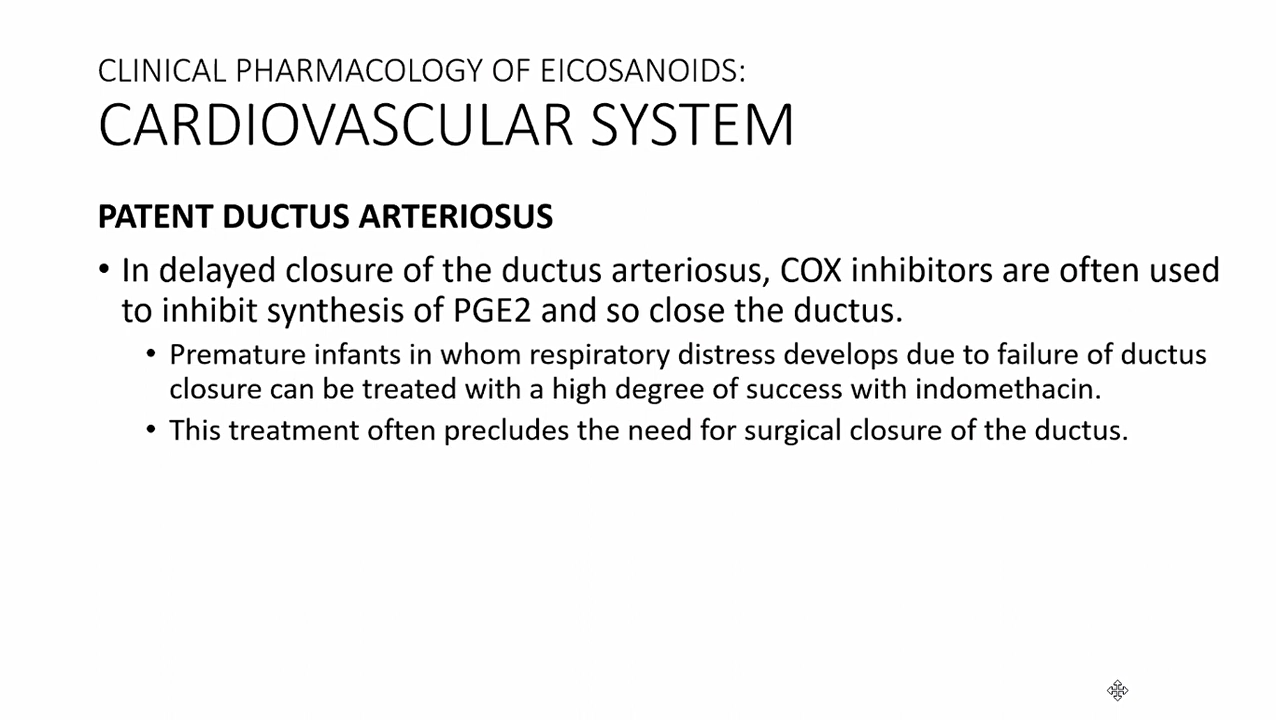 CLINICAL PHARMACOLOGY OF EICOSANOIDS:
CARDIOVASCULAR SYSTEM
PATENT DUCTUS ARTERIOSUS
• In delayed closure of the ductus arteriosus, COX inhibitors are often used
to inhibit synthesis of PGE2 and so close the ductus.
• Premature infants in whom respiratory distress develops due to failure of ductus
closure can be treated with a high degree of success with indomethacin.
• This treatment often precludes the need for surgical closure of the ductus.